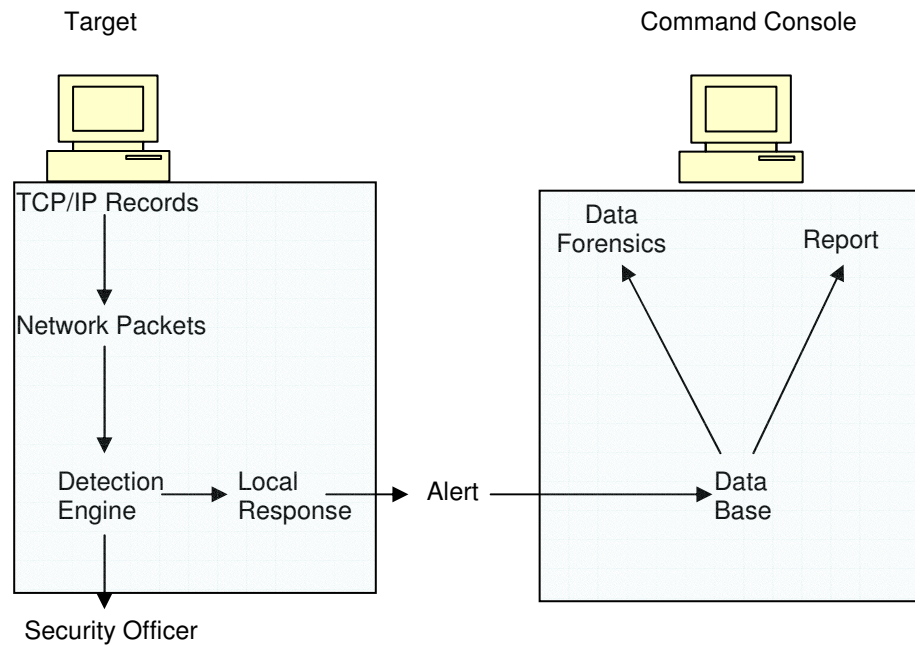 Target
Command Console
TCP/IP Records
Network Packets
Detection
Engine
Local
Response
Security Officer
Alert
Data
Forensics
Report
Data
Base